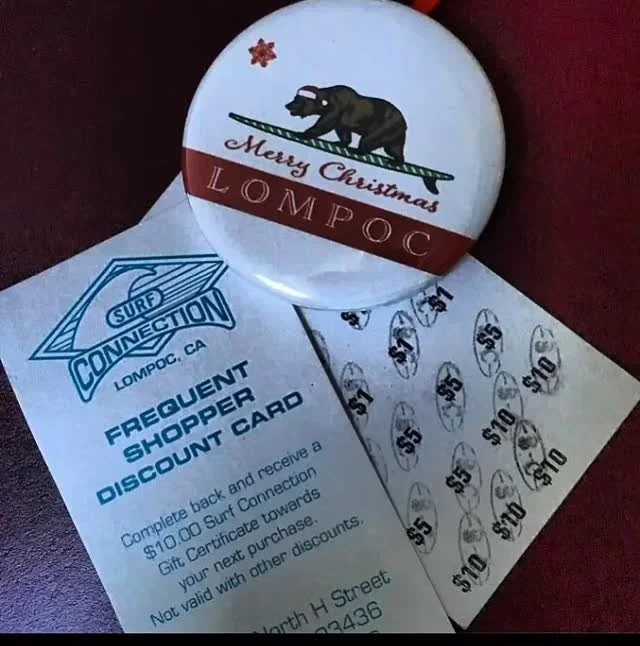 Merry Christmas
LOMPOC
SURF
CONNECTION
LOMPOC, CA
FREQUENT
SHOPPER
DISCOUNT CARD
Complete back and receive a
$10.00 Surf Connection
Gift Certificate towards
your next purchase.
Not valid with other discounts.
North H Street
93436
$1
$1
$5
$10
$1
$5
$10
$5
$5
$10
$5
$10
$10